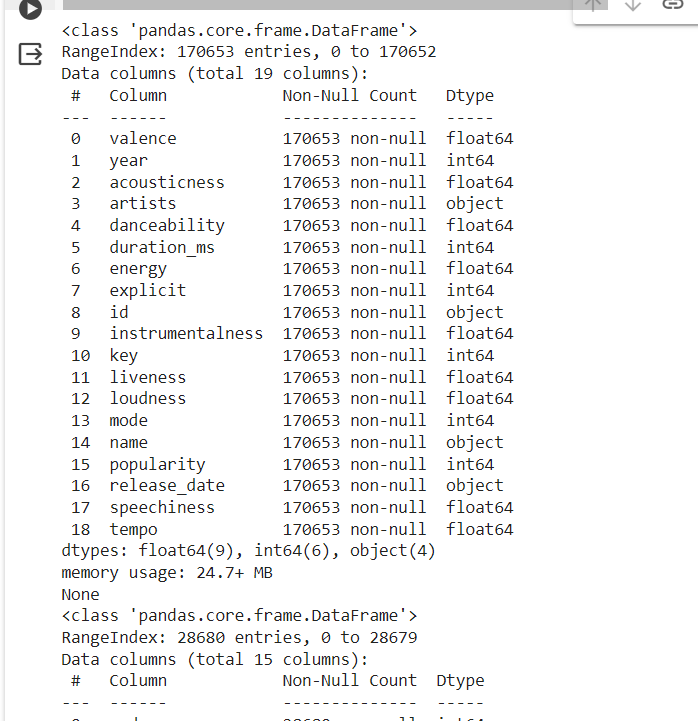 <class 'pandas.core.frame.DataFrame'>
RangeIndex: 170653 entries, 0 to 170652
Data columns (total 19 columns):
 #   Column            Non-Null Count   Dtype
---  ------            --------------   -----
 0   valence           170653 non-null  float64
 1   year              170653 non-null  int64
 2   acousticness      170653 non-null  float64
 3   artists           170653 non-null  object
 4   danceability      170653 non-null  float64
 5   duration_ms       170653 non-null  int64
 6   energy            170653 non-null  float64
 7   explicit          170653 non-null  int64
 8   id                170653 non-null  object
 9   instrumentalness  170653 non-null  float64
 10  key               170653 non-null  int64
 11  liveness          170653 non-null  float64
 12  loudness          170653 non-null  float64
 13  mode              170653 non-null  int64
 14  name              170653 non-null  object
 15  popularity        170653 non-null  int64
 16  release_date      170653 non-null  object
 17  speechiness       170653 non-null  float64
 18  tempo             170653 non-null  float64
dtypes: float64(9), int64(6), object(4)
memory usage: 24.7+ MB
None
<class 'pandas.core.frame.DataFrame'>
RangeIndex: 28680 entries, 0 to 28679
Data columns (total 15 columns):
 #   Column            Non-Null Count  Dtype
---  ------            --------------  -----